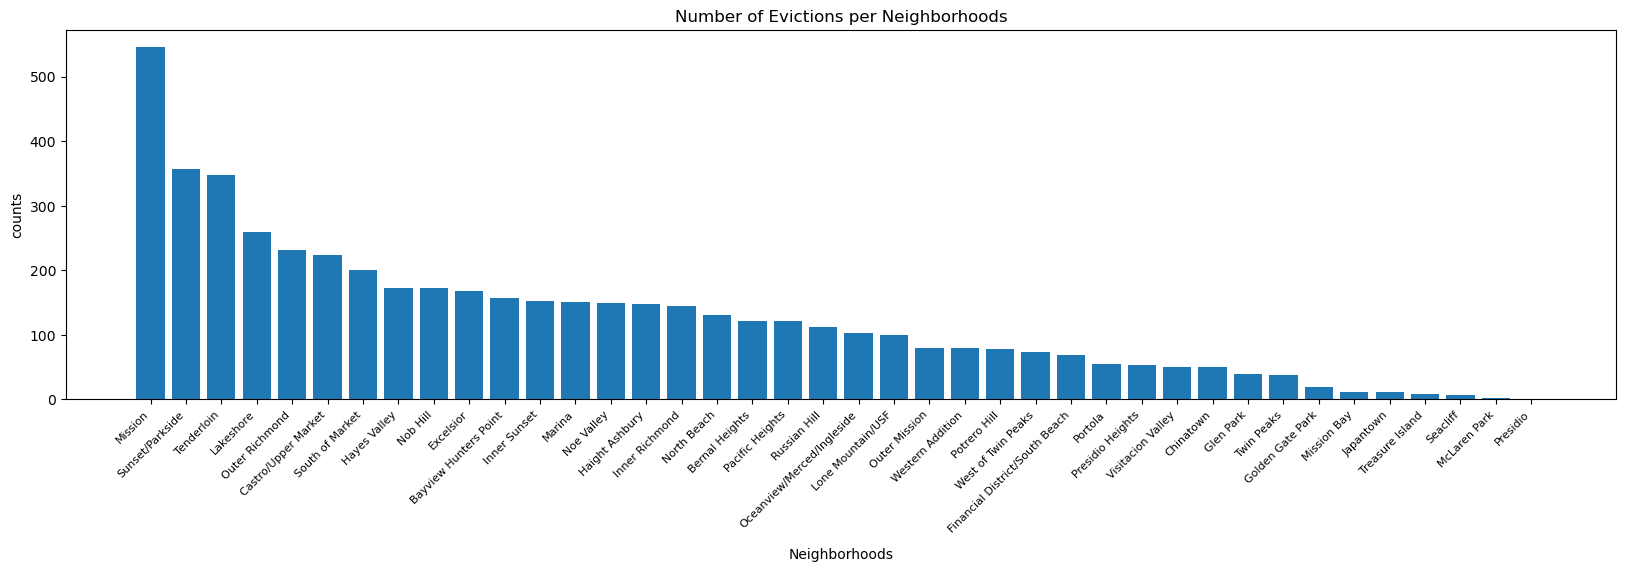 Number of Evictions per Neighborhoods
counts
500
400
300
200
100
0
Mission
Sunset/Parkside
Tenderloin
Lakeshore
Outer Richmond
Castro/Upper Market
South of Market
Hayes Valley
Nob Hill
Excelsior
Bayview Hunters Point
Inner Sunset
Marina
Noe Valley
Haight Ashbury
Inner Richmond
North Beach
Bernal Heights
Pacific Heights
Russian Hill
Oceanview/Merced/Ingleside
Lone Mountain/USF
Outer Mission
Western Addition
Potrero Hill
West of Twin Peaks
Financial District/South Beach
Portola
Presidio Heights
Visitacion Valley
Chinatown
Glen Park
Twin Peaks
Golden Gate Park
Mission Bay
Japantown
Treasure Island
Seacliff
McLaren Park
Presidio
Neighborhoods